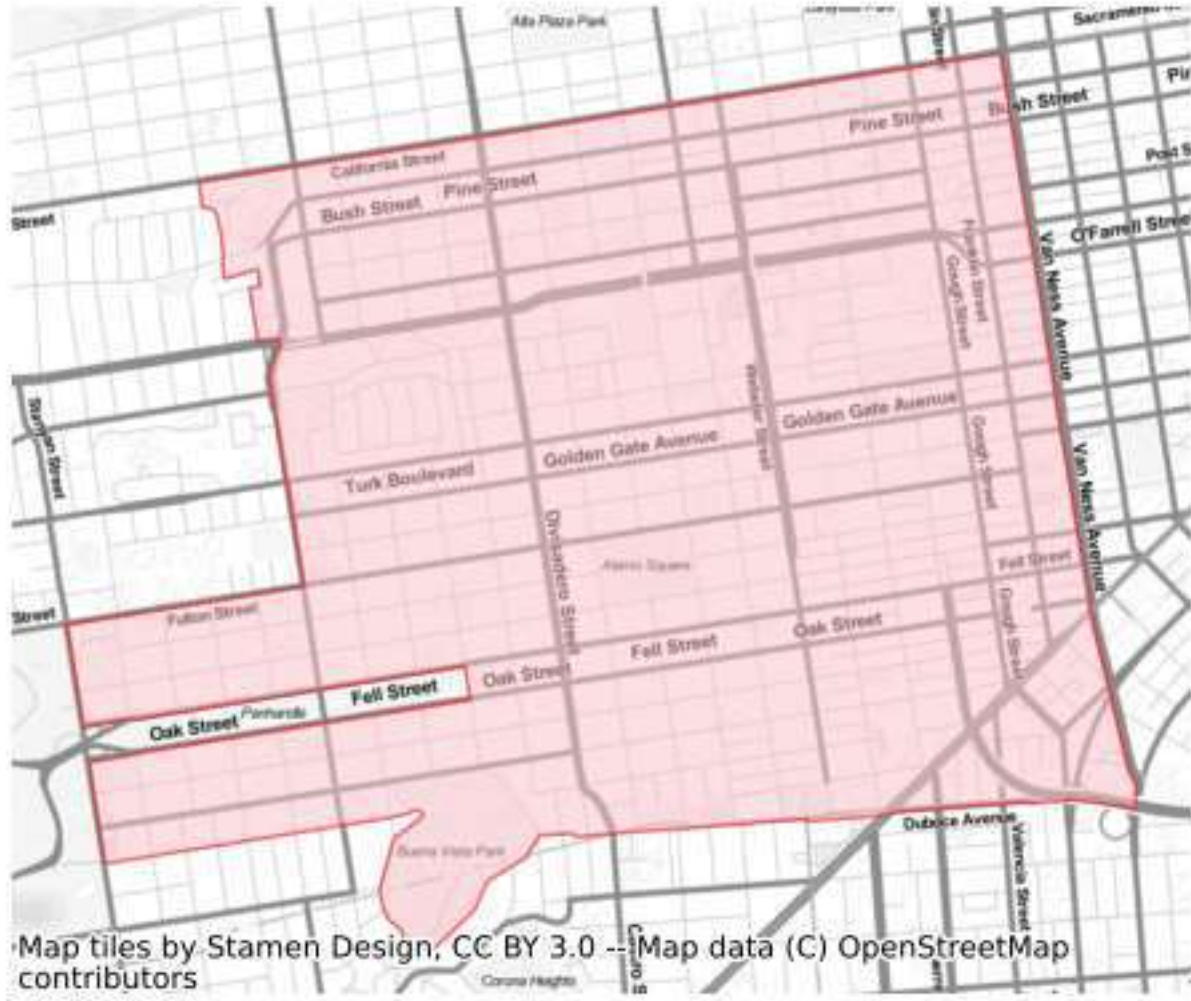 Alta Plaza Park
Sacramento
Pine Street
Bush Street
California Street
Pine Street
Bush Street
Post S
Street
O'Farrell Stree
Franklin Street
Gough Street
Van Ness Avenue
Stanyan Street
Webster Street
Golden Gate Avenue
Golden Gate Avenue
Turk Boulevard
Gough Street
Van Ness Avenue
Divisadero Street
Alamo Square
Fell Street
Street
Fulton Street
Gough Street
Oak Street
Fell Street
Oak Street
Fell Street
Panhandle
Oak Street
Duboce Avenue
Valencia Street
Buena Vista Park
Map tiles by Stamen Design, CC BY 3.0 -- Map data (C) OpenStreetMap
contributors
Corona Heights